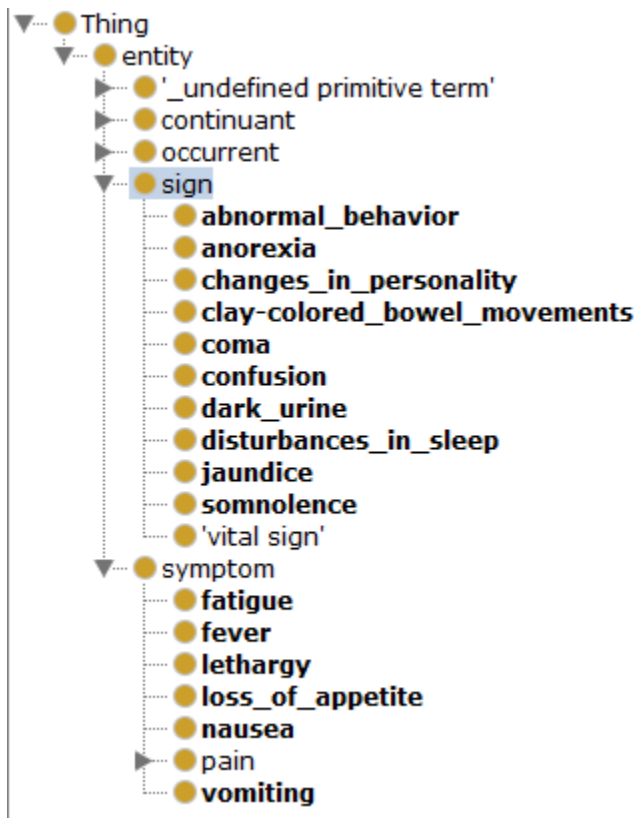 Thing
entity
'_undefined primitive term'
continuant
occurrent
sign
abnormal_behavior
anorexia
changes_in_personality
clay-colored_bowel_movements
coma
confusion
dark_urine
disturbances_in_sleep
jaundice
somnolence
'vital sign'
symptom
fatigue
fever
lethargy
loss_of_appetite
nausea
pain
vomiting